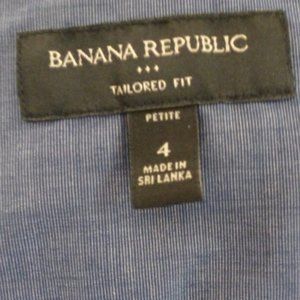 BANANA REPUBLIC
TAILORED FIT
PETITE
4
MADE IN
SRI LANKA